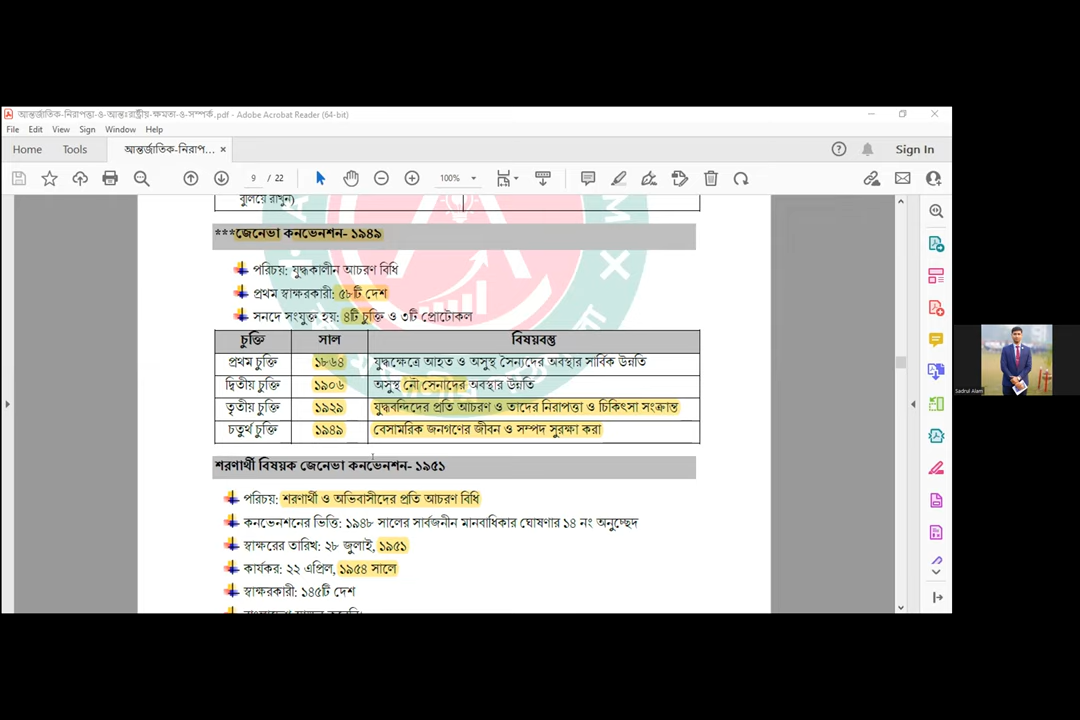 আন্তর্জাতিক-নিরাপত্তা-ও-আন্তঃরাষ্ট্রীয়-ক্ষমতা-ও-সম্পর্ক.pdf - Adobe Acrobat Reader (64-bit)
File Edit View Sign Window Help
Home Tools আন্তর্জাতিক-নিরাপ... × Sign In
9 / 22 100%
ঝুলিয়ে রাখুন)
***জেনেভা কনভেনশন- ১৯৪৯
পরিচয়: যুদ্ধকালীন আচরণ বিধি
প্রথম স্বাক্ষরকারী: ৫৮টি দেশ
সনদে সংযুক্ত হয়: ৪টি চুক্তি ও ৩টি প্রোটোকল
চুক্তি সাল বিষয়বস্তু
প্রথম চুক্তি ১৮৬৪ যুদ্ধক্ষেত্রে আহত ও অসুস্থ সৈন্যদের অবস্থার সার্বিক উন্নতি
দ্বিতীয় চুক্তি ১৯০৬ অসুস্থ নৌ সেনাদের অবস্থার উন্নতি
তৃতীয় চুক্তি ১৯২৯ যুদ্ধবন্দিদের প্রতি আচরণ ও তাদের নিরাপত্তা ও চিকিৎসা সংক্রান্ত
চতুর্থ চুক্তি ১৯৪৯ বেসামরিক জনগণের জীবন ও সম্পদ সুরক্ষা করা
শরণার্থী বিষয়ক জেনেভা কনভেনশন- ১৯৫১
পরিচয়: শরণার্থী ও অভিবাসীদের প্রতি আচরণ বিধি
কনভেনশনের ভিত্তি: ১৯৪৮ সালের সার্বজনীন মানবাধিকার ঘোষণার ১৪ নং অনুচ্ছেদ
স্বাক্ষরের তারিখ: ২৮ জুলাই, ১৯৫১
কার্যকর: ২২ এপ্রিল, ১৯৫৪ সালে
স্বাক্ষরকারী: ১৪৫টি দেশ
Sadrul Alam